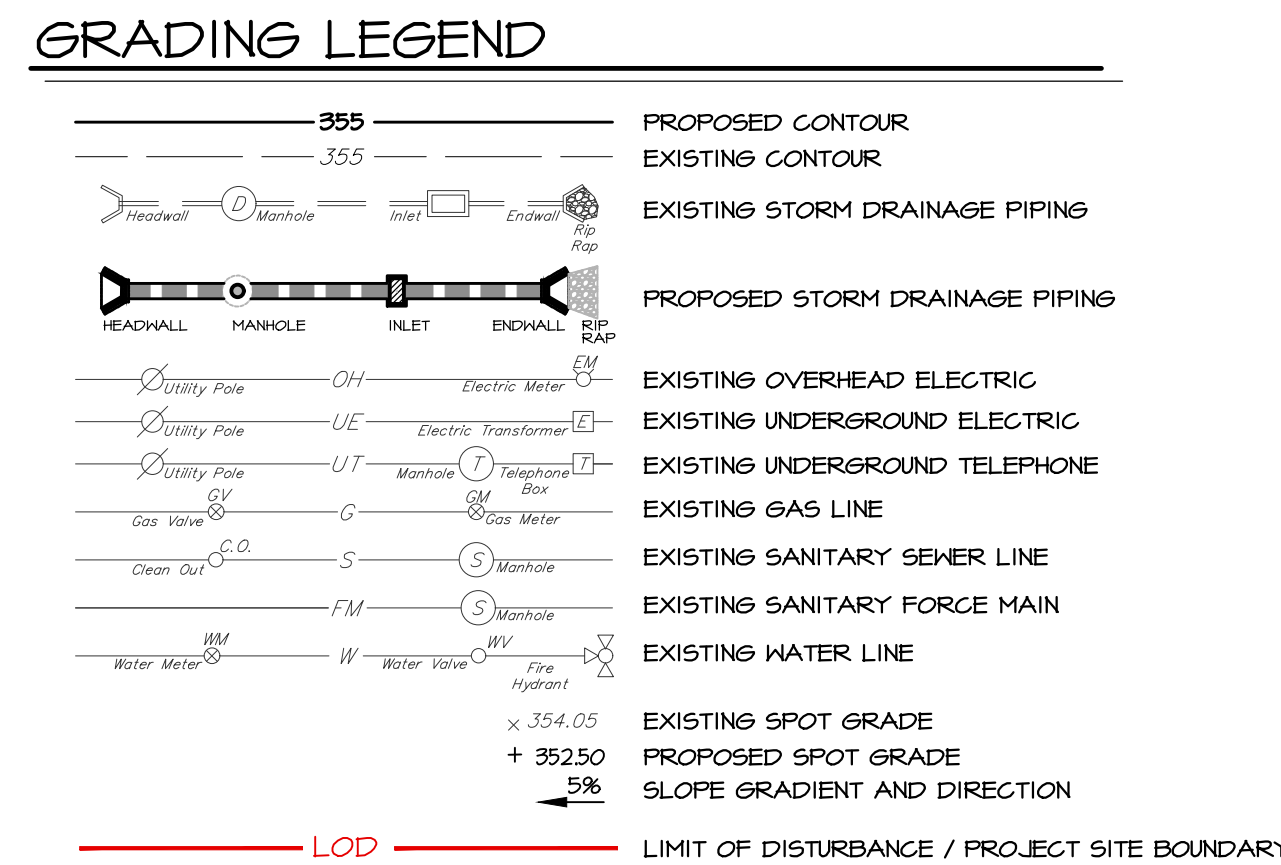 GRADING LEGEND
355 PROPOSED CONTOUR
355 EXISTING CONTOUR
D
Headwall Manhole Inlet Endwall EXISTING STORM DRAINAGE PIPING
Rip
Rap
PROPOSED STORM DRAINAGE PIPING
HEADWALL MANHOLE INLET ENDWALL RIP
RAP
EM
Utility Pole OH Electric Meter EXISTING OVERHEAD ELECTRIC
Utility Pole UE Electric Transformer E EXISTING UNDERGROUND ELECTRIC
Utility Pole UT Manhole T Telephone T EXISTING UNDERGROUND TELEPHONE
Box
GV GM
Gas Valve G Gas Meter EXISTING GAS LINE
C.O.
Clean Out S S Manhole EXISTING SANITARY SEWER LINE
FM S Manhole EXISTING SANITARY FORCE MAIN
WM WV
Water Meter W Water Valve Fire EXISTING WATER LINE
Hydrant
x 354.05 EXISTING SPOT GRADE
+ 352.50 PROPOSED SPOT GRADE
5% SLOPE GRADIENT AND DIRECTION
LOD LIMIT OF DISTURBANCE / PROJECT SITE BOUNDARY